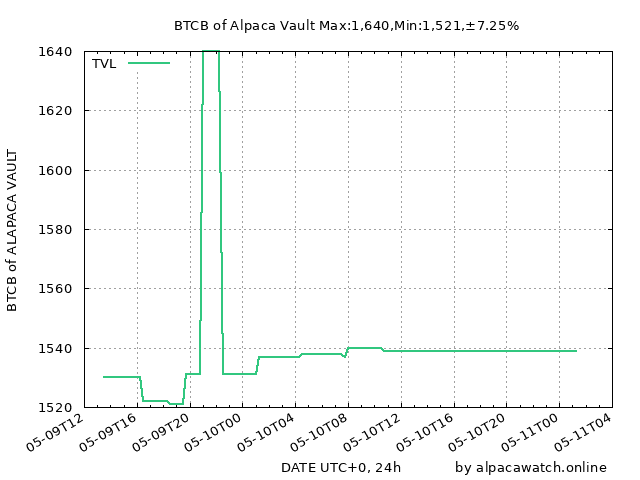 BTCB of Alpaca Vault Max:1,640,Min:1,521,±7.25%
TVL
1640
1620
1600
1580
1560
1540
1520
BTCB of ALAPACA VAULT
05-09T12
05-09T16
05-09T20
05-10T00
05-10T04
05-10T08
05-10T12
05-10T16
05-10T20
05-11T00
05-11T04
DATE UTC+0, 24h
by alpacawatch.online